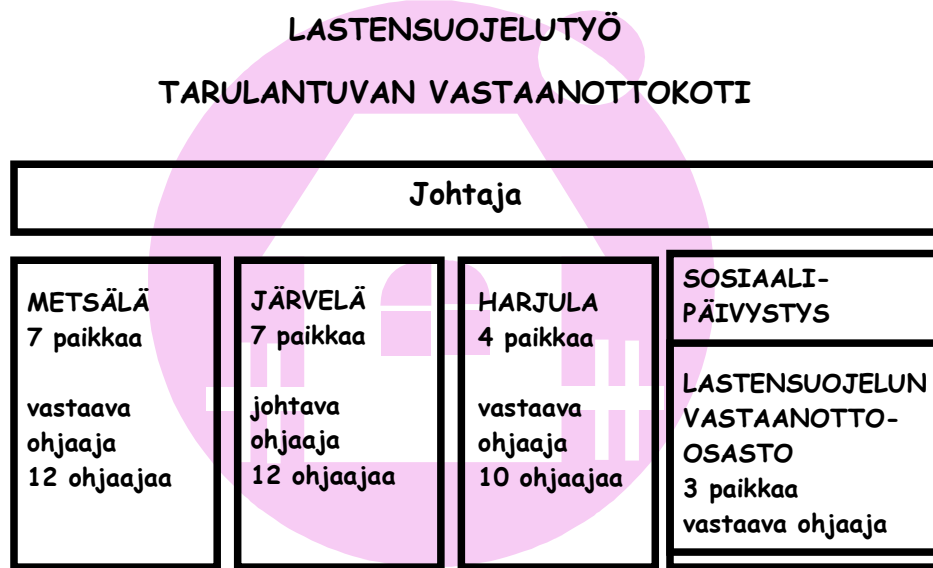 LASTENSUOJELUTYÖ
TARULANTUVAN VASTAANOTTOKOTI
Johtaja
METSÄLÄ
7 paikkaa
vastaava
ohjaaja
12 ohjaajaa
JÄRVELÄ
7 paikkaa
johtava
ohjaaja
12 ohjaajaa
HARJULA
4 paikkaa
vastaava
ohjaaja
10 ohjaajaa
SOSIAALI-
PÄIVYSTYS
LASTENSUOJELUN
VASTAANOTTO-
OSASTO
3 paikkaa
vastaava ohjaaja